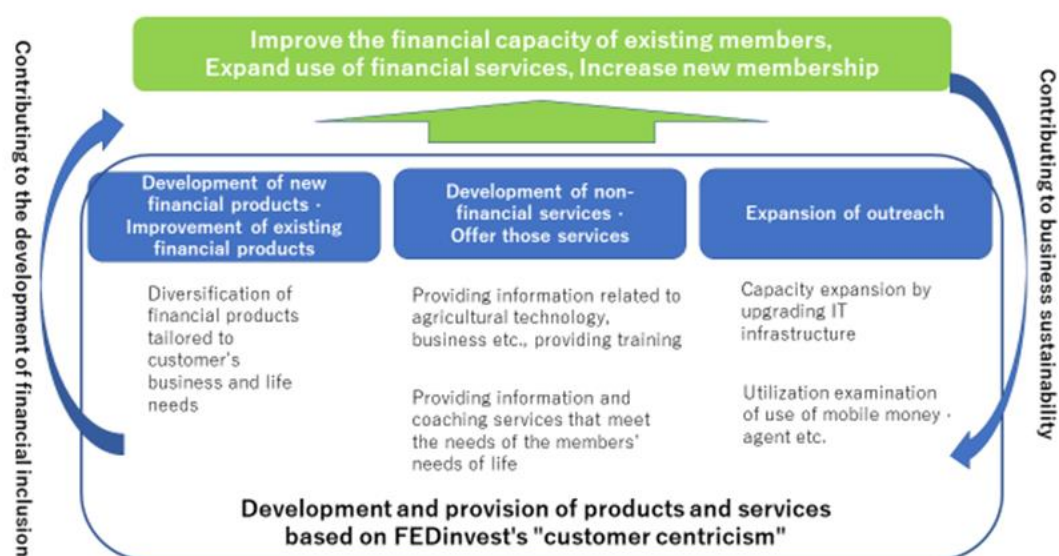 Improve the financial capacity of existing members,
Expand use of financial services, Increase new membership
Contributing to the development of financial inclusion
Contributing to business sustainability
Development of new
financial products ·
Improvement of existing
financial products
Diversification of
financial products
tailored to
customer's
business and life
needs
Development of non-
financial services ·
Offer those services
Providing information related to
agricultural technology,
business etc., providing training
Providing information and
coaching services that meet
the needs of the members'
needs of life
Expansion of outreach
Capacity expansion by
upgrading IT
infrastructure
Utilization examination
of use of mobile money ·
agent etc.
Development and provision of products and services
based on FEDinvest's "customer centricism"